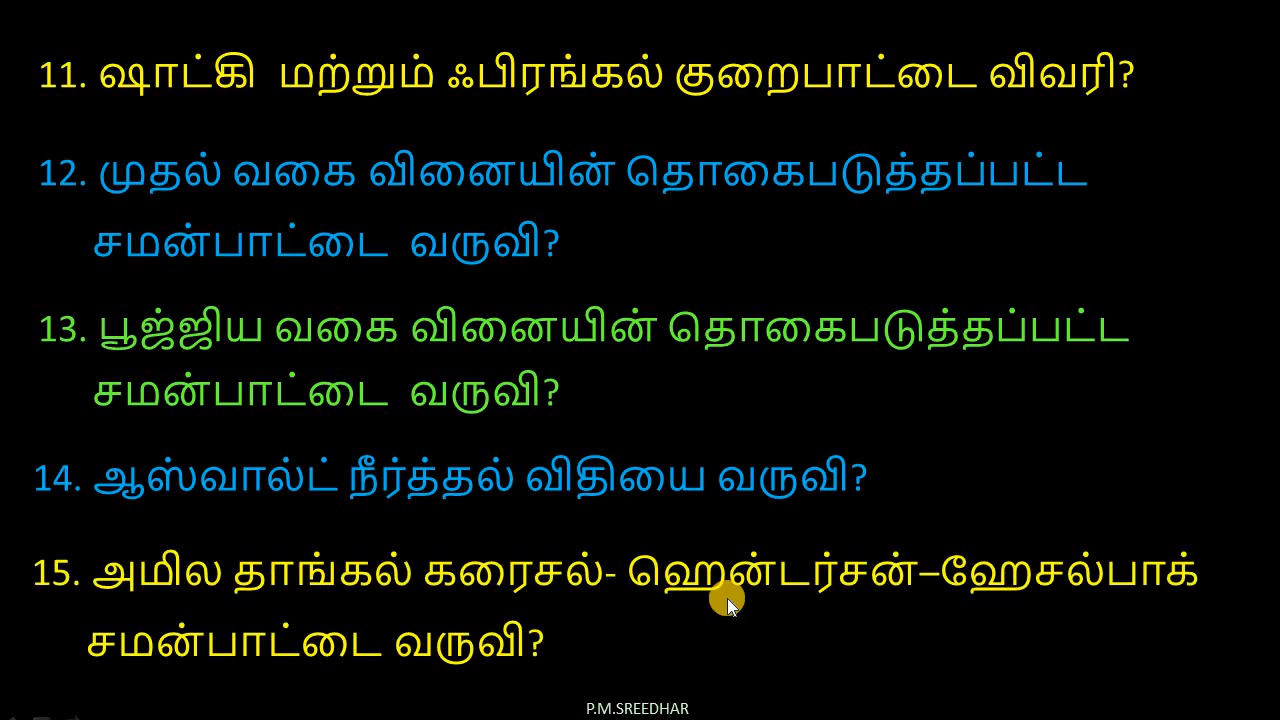 11. ஷாட்கி மற்றும் ஃபிரங்கல் குறைபாட்டை விவரி?
12. முதல் வகை வினையின் தொகைபடுத்தப்பட்ட
சமன்பாட்டை வருவி?
13. பூஜ்ஜிய வகை வினையின் தொகைபடுத்தப்பட்ட
சமன்பாட்டை வருவி?
14. ஆஸ்வால்ட் நீர்த்தல் விதியை வருவி?
15. அமில தாங்கல் கரைசல்- ஹென்டர்சன்–ஹேசல்பாக்
சமன்பாட்டை வருவி?
P.M.SREEDHAR